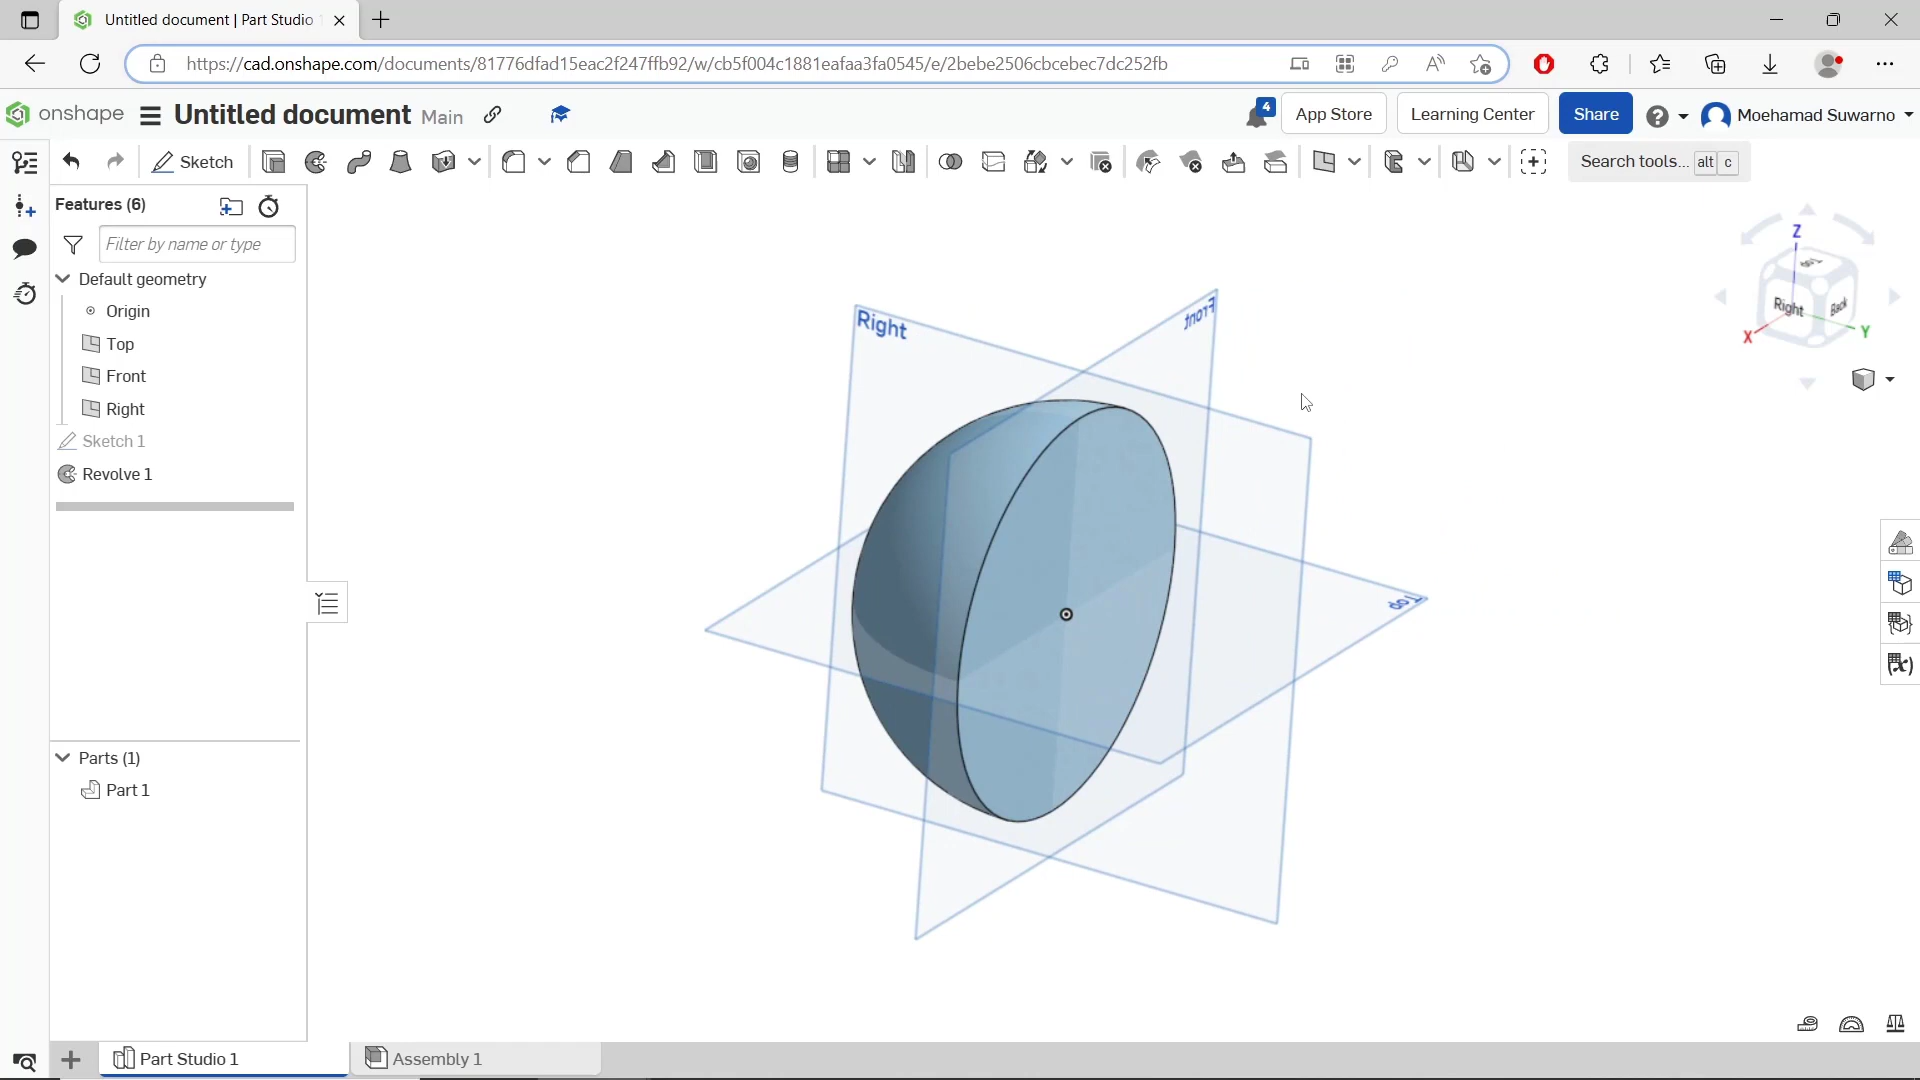 Untitled document | Part Studio
https://cad.onshape.com/documents/81776dfad15eac2f247ffb92/w/cb5f004c1881eafaa3fa0545/e/2bebe2506cbcebec7dc252fb
onshape Untitled document Main 4 App Store Learning Center Share Moehamad Suwarno
Sketch Search tools... alt c
Features (6)
Filter by name or type
Default geometry
Origin
Top
Front
Right
Sketch 1
Revolve 1
Parts (1)
Part 1
Right
Front
Top
Z
Top
Right
Back
X
Y
Part Studio 1
Assembly 1